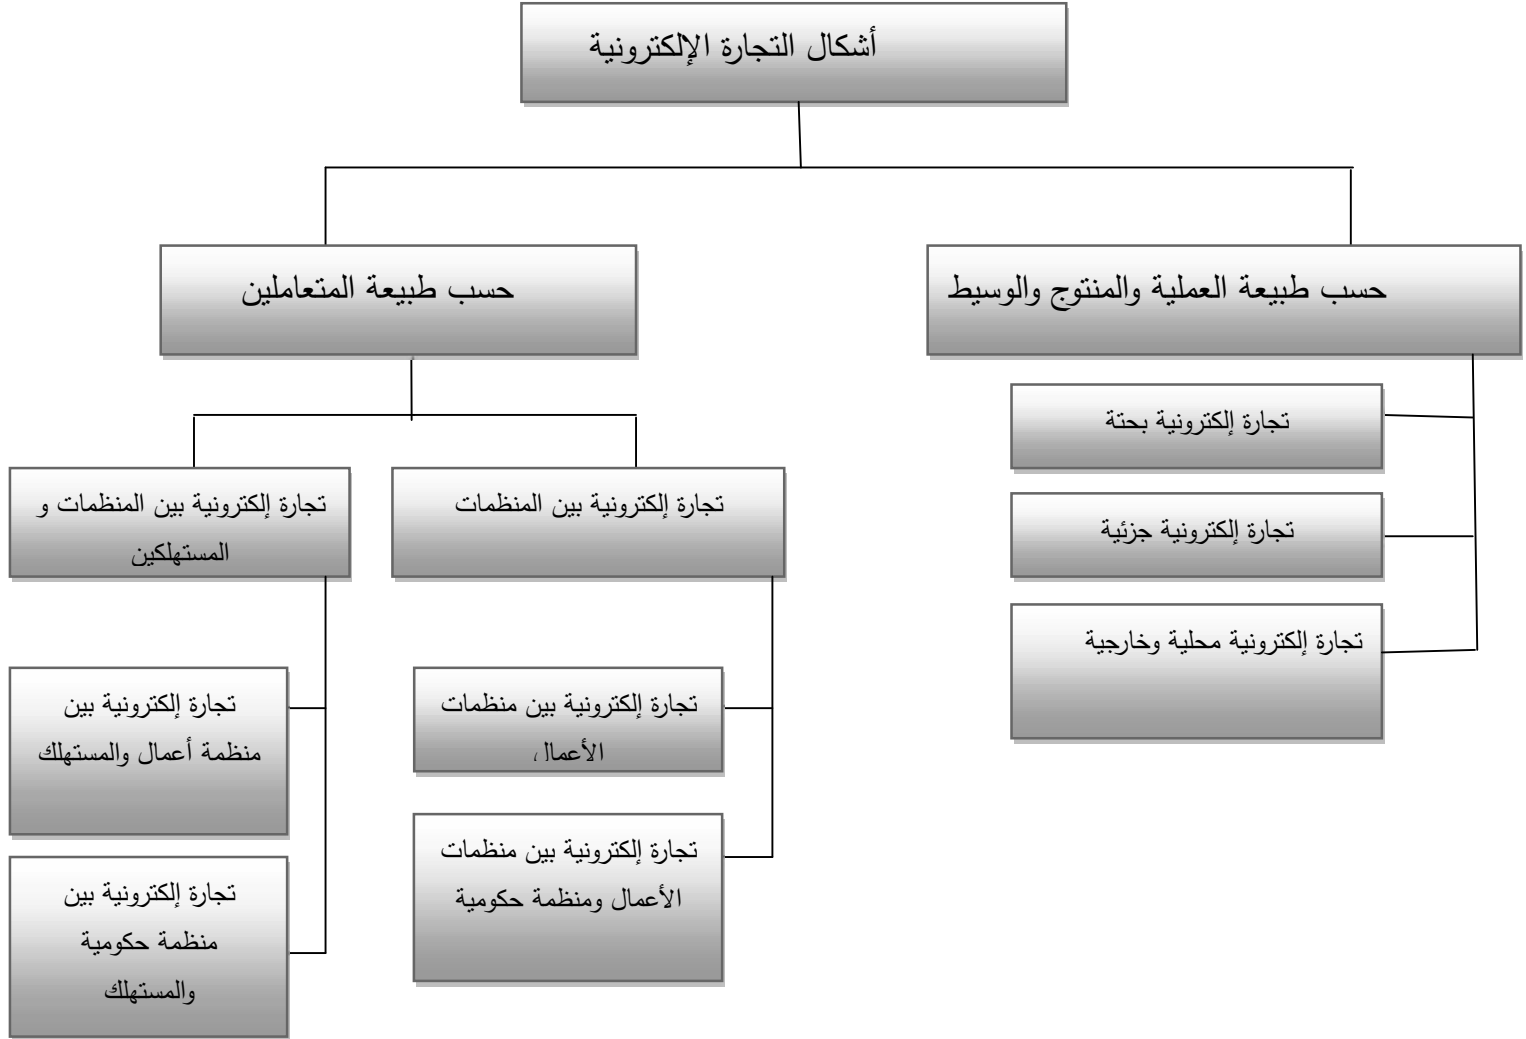 أشكال التجارة الإلكترونية
حسب طبيعة العملية والمنتوج والوسيط
تجارة إلكترونية بحتة
تجارة إلكترونية جزئية
تجارة إلكترونية محلية وخارجية
حسب طبيعة المتعاملين
تجارة إلكترونية بين المنظمات
تجارة إلكترونية بين منظمات
الأعمال
تجارة إلكترونية بين منظمات
الأعمال ومنظمة حكومية
تجارة إلكترونية بين المنظمات و
المستهلكين
تجارة إلكترونية بين
منظمة أعمال والمستهلك
تجارة إلكترونية بين
منظمة حكومية
والمستهلك